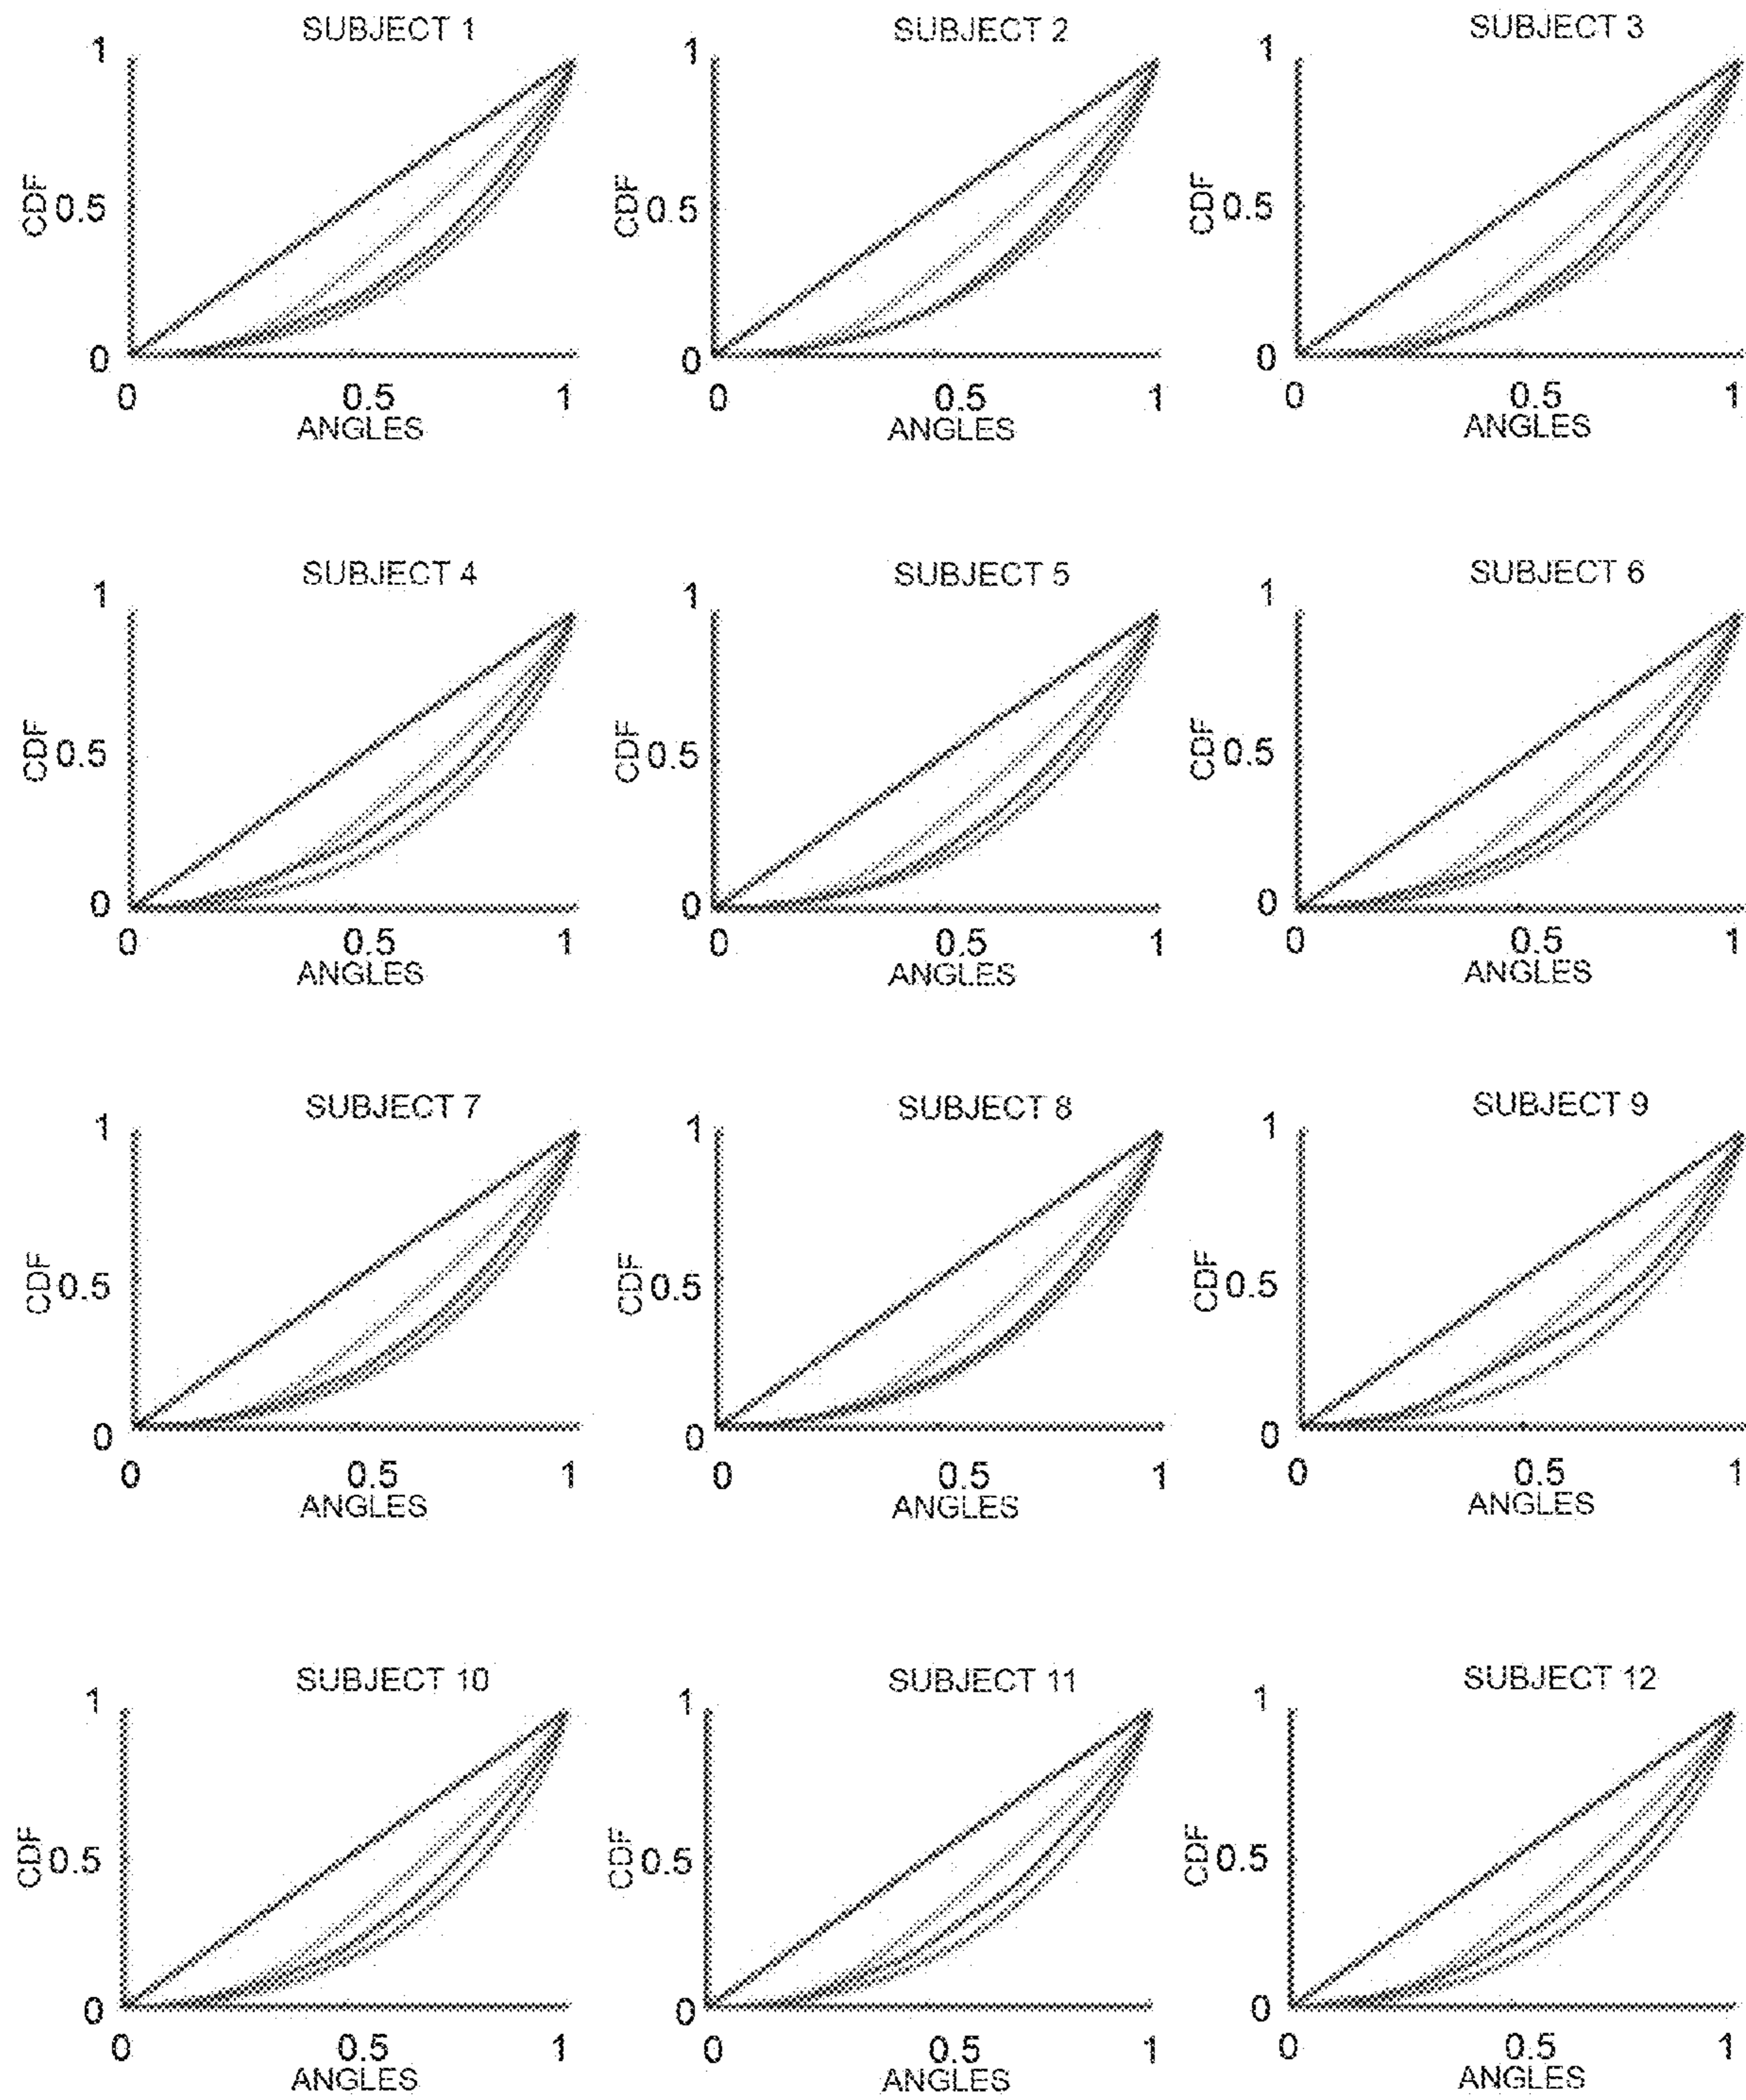 SUBJECT 1 SUBJECT 2 SUBJECT 3
1 1 1
CDF 0.5 CDF 0.5 CDF 0.5
0 0 0
0 0.5 1 0 0.5 1 0 0.5 1
ANGLES ANGLES ANGLES
SUBJECT 4 SUBJECT 5 SUBJECT 6
1 1 1
CDF 0.5 CDF 0.5 CDF 0.5
0 0 0
0 0.5 1 0 0.5 1 0 0.5 1
ANGLES ANGLES ANGLES
SUBJECT 7 SUBJECT 8 SUBJECT 9
1 1 1
CDF 0.5 CDF 0.5 CDF 0.5
0 0 0
0 0.5 1 0 0.5 1 0 0.5 1
ANGLES ANGLES ANGLES
SUBJECT 10 SUBJECT 11 SUBJECT 12
1 1 1
CDF 0.5 CDF 0.5 CDF 0.5
0 0 0
0 0.5 1 0 0.5 1 0 0.5 1
ANGLES ANGLES ANGLES